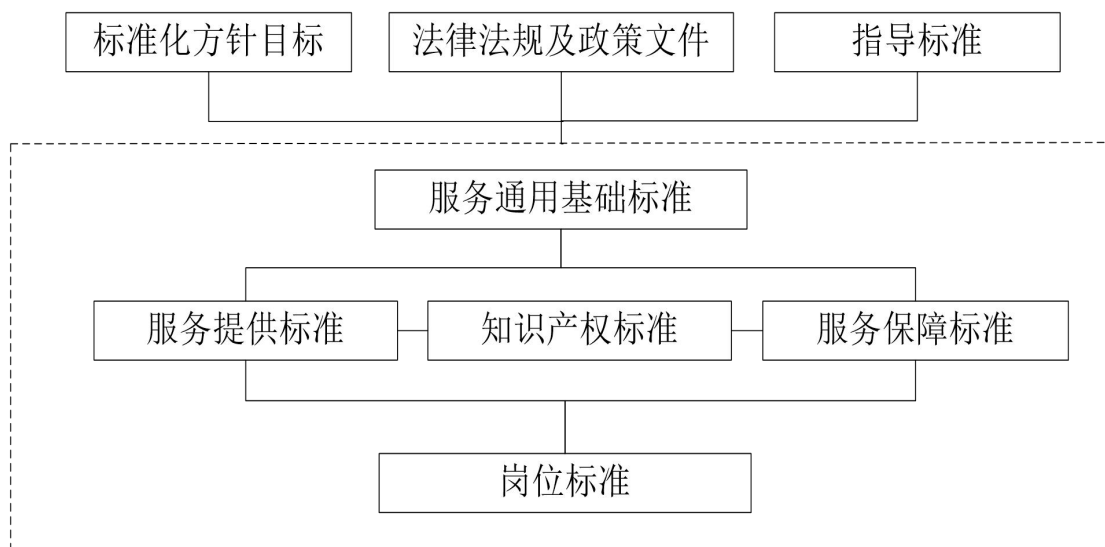 标准化方针目标
法律法规及政策文件
指导标准
服务通用基础标准
服务提供标准
知识产权标准
服务保障标准
岗位标准